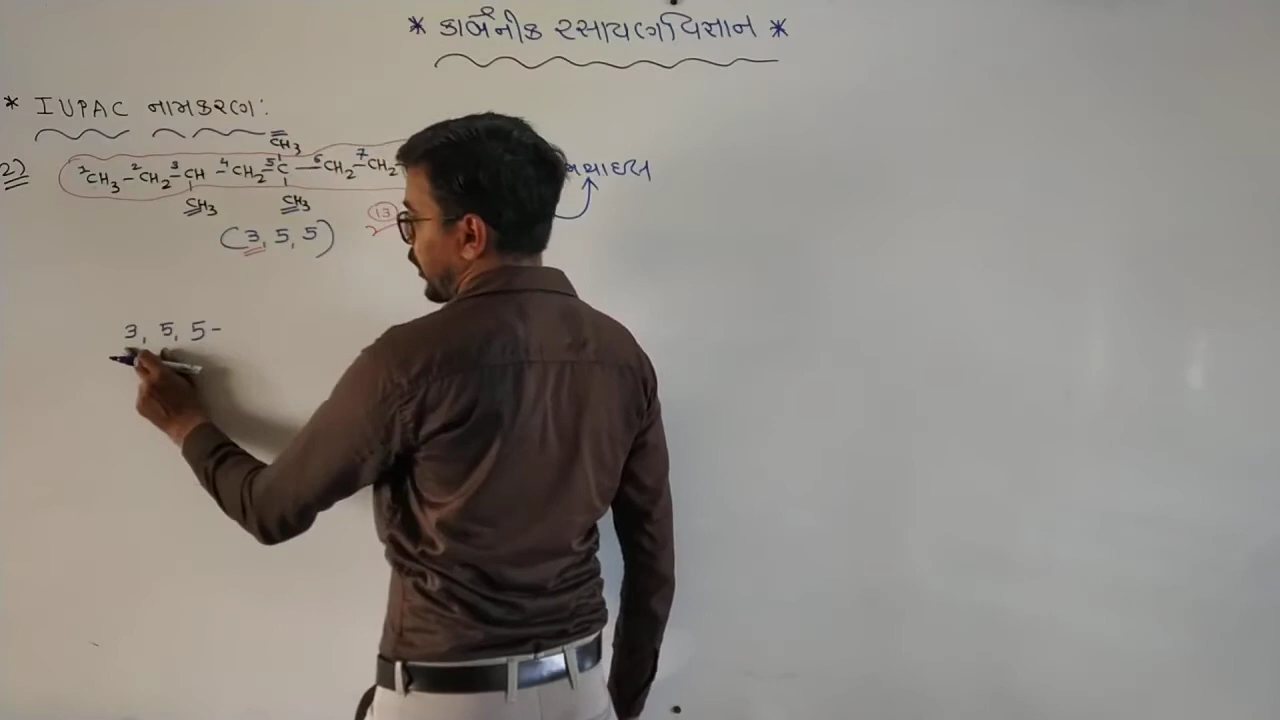 * કાર્બનીક રસાયણવિજ્ઞાન *
* IUPAC નામકરણ:
CH3
2) 1CH3 - 2CH2 - 3CH - 4CH2 - 5C - 6CH2 - 7CH2
CH3 CH3 13
(3, 5, 5)
3, 5, 5-